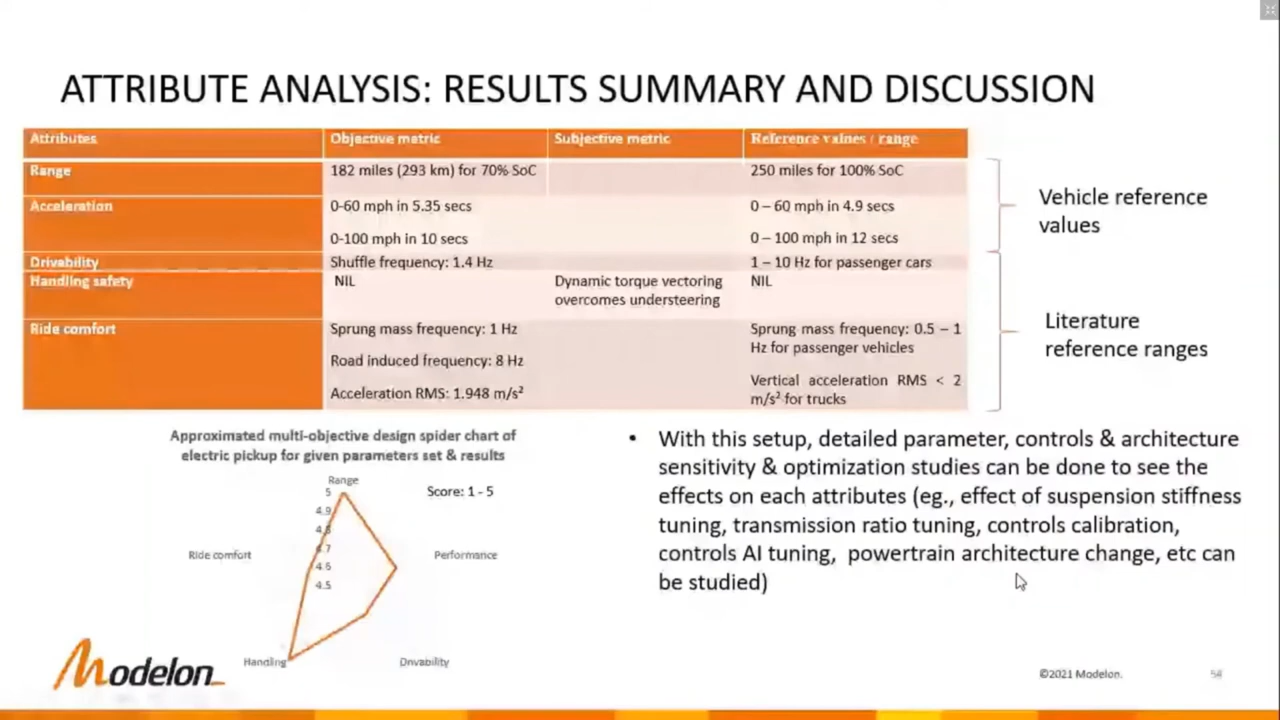 ATTRIBUTE ANALYSIS: RESULTS SUMMARY AND DISCUSSION
Attributes Objective metric Subjective metric Reference values / range
Range 182 miles (293 km) for 70% SoC 250 miles for 100% SoC
Acceleration 0-60 mph in 5.35 secs 0 – 60 mph in 4.9 secs
0-100 mph in 10 secs 0 – 100 mph in 12 secs
Drivability Shuffle frequency: 1.4 Hz 1 – 10 Hz for passenger cars
Handling safety NIL Dynamic torque vectoring NIL
overcomes understeering
Ride comfort Sprung mass frequency: 1 Hz Sprung mass frequency: 0.5 – 1
Hz for passenger vehicles
Road induced frequency: 8 Hz
Vertical acceleration RMS < 2
Acceleration RMS: 1.948 m/s² m/s² for trucks
Vehicle reference
values
Literature
reference ranges
Approximated multi-objective design spider chart of
electric pickup for given parameters set & results
Score: 1 - 5
Range
5
4.9
4.8
4.7
4.6
4.5
Ride comfort
Performance
Handling
Drivability
• With this setup, detailed parameter, controls & architecture
sensitivity & optimization studies can be done to see the
effects on each attributes (eg., effect of suspension stiffness
tuning, transmission ratio tuning, controls calibration,
controls AI tuning, powertrain architecture change, etc can
be studied)
Modelon
©2021 Modelon.